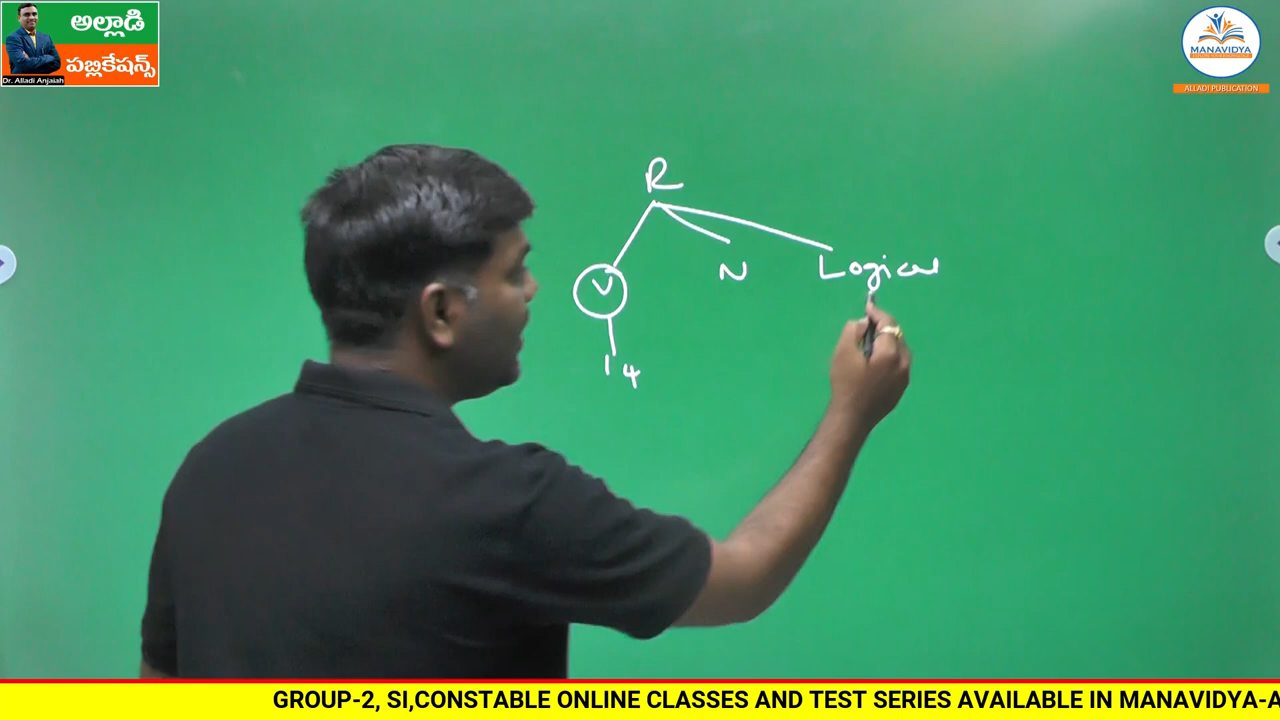 అల్లాడి
పబ్లికేషన్స్
Dr. Alladi Anjaiah
MANAVIDYA
ALLADI PUBLICATION
R
V
N
Logical
14
GROUP-2, SI,CONSTABLE ONLINE CLASSES AND TEST SERIES AVAILABLE IN MANAVIDYA-A